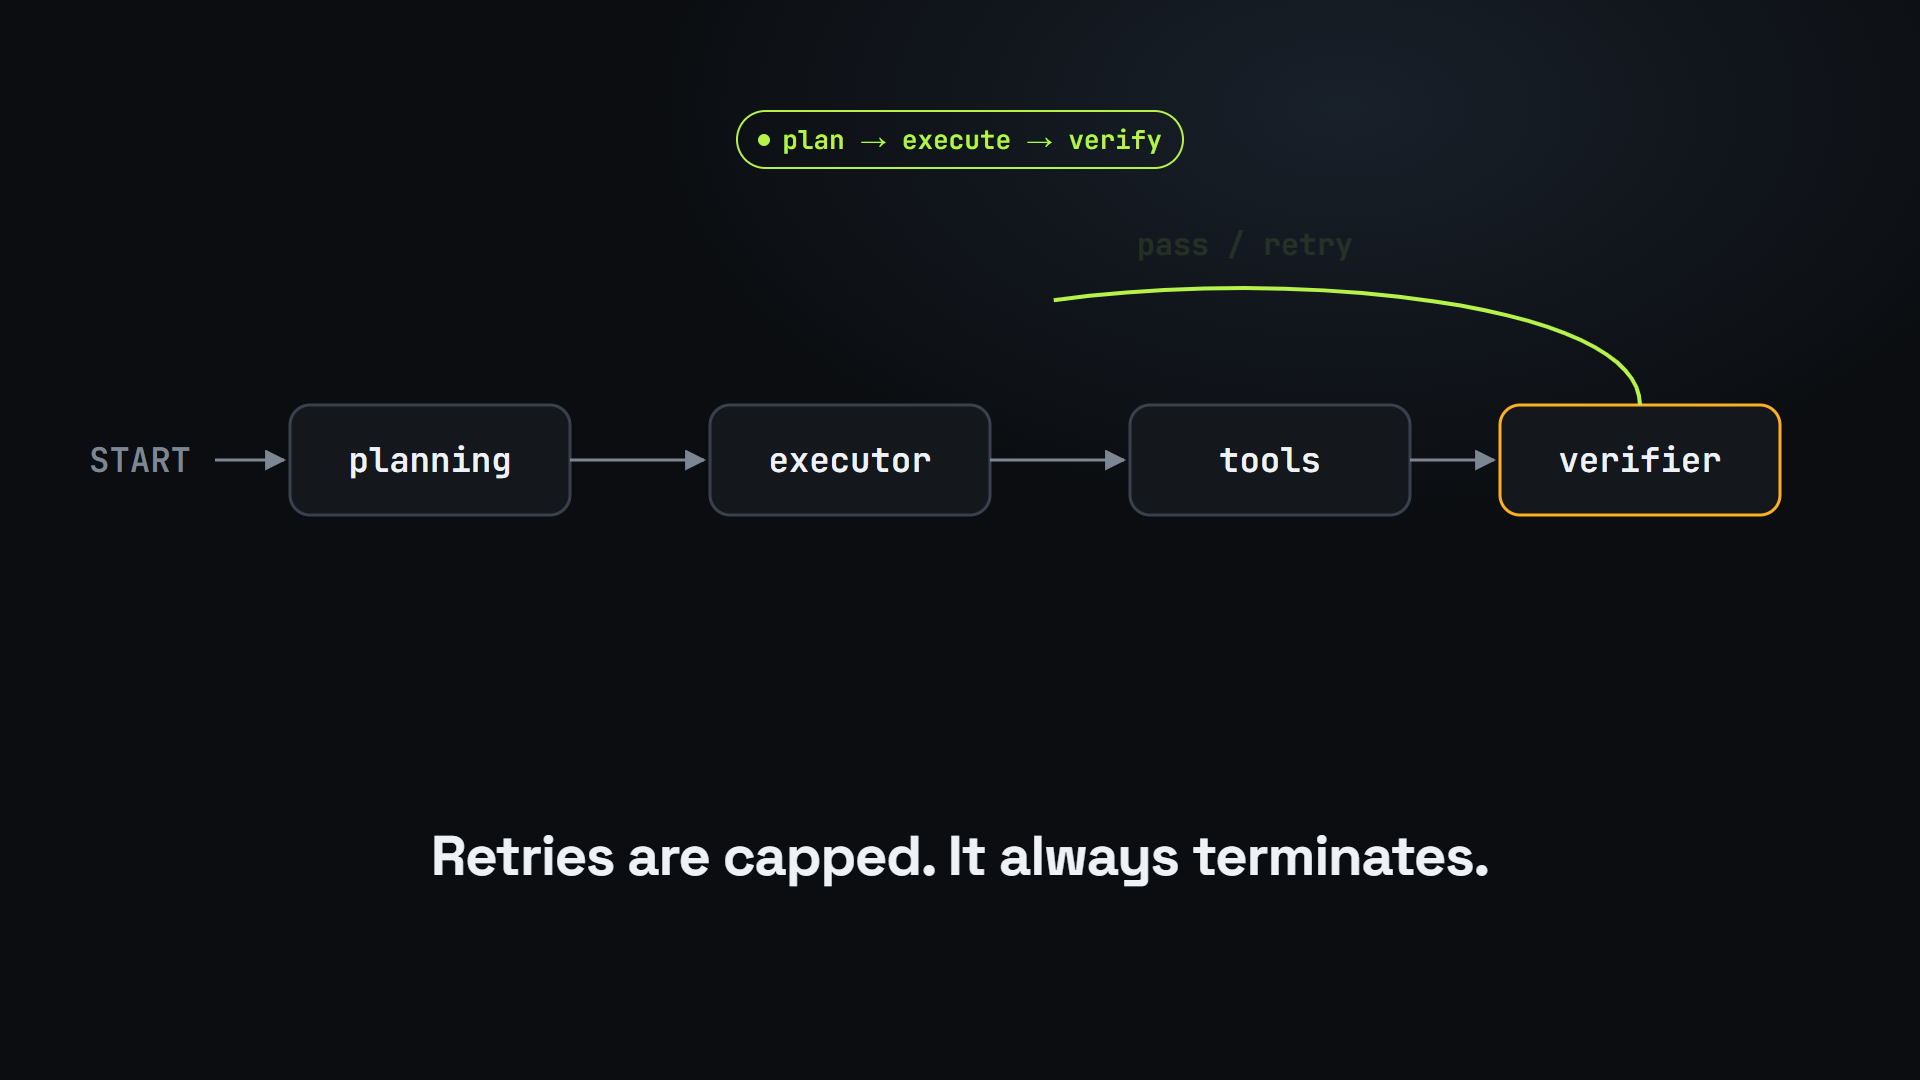 plan → execute → verify
pass / retry
START planning executor tools verifier
Retries are capped. It always terminates.